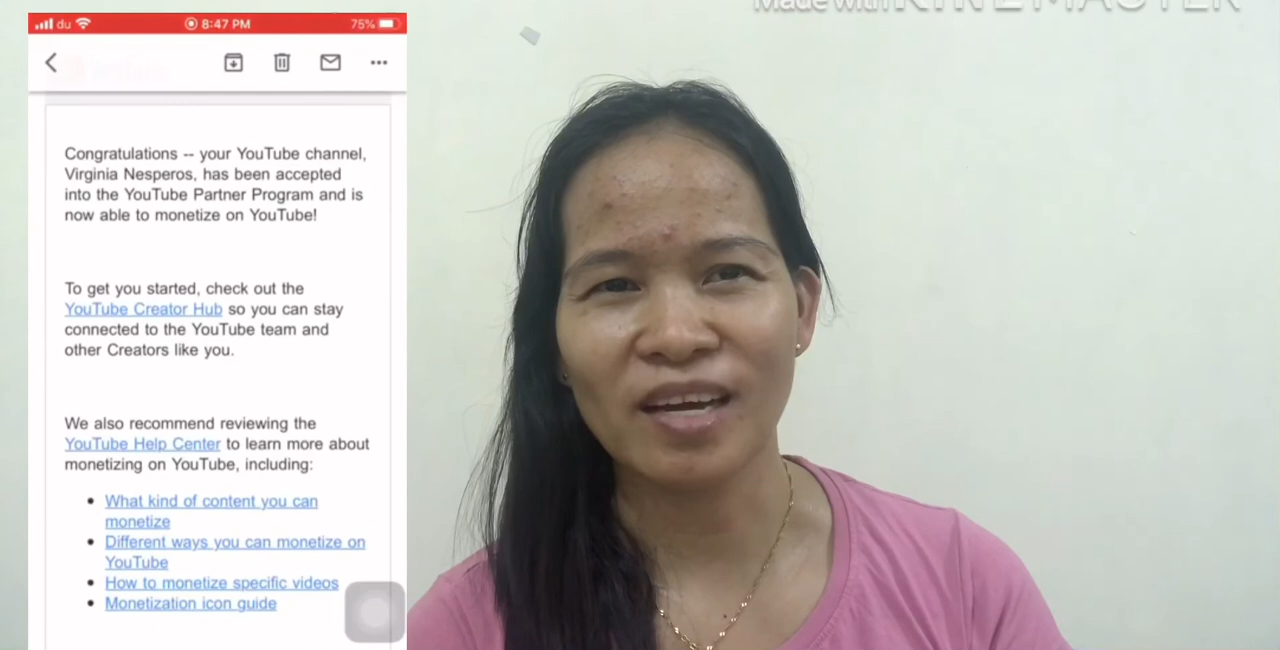 du 8:47 PM 75%
Made with KINEMASTER
Congratulations -- your YouTube channel,
Virginia Nesperos, has been accepted
into the YouTube Partner Program and is
now able to monetize on YouTube!
To get you started, check out the
YouTube Creator Hub so you can stay
connected to the YouTube team and
other Creators like you.
We also recommend reviewing the
YouTube Help Center to learn more about
monetizing on YouTube, including:
What kind of content you can
monetize
Different ways you can monetize on
YouTube
How to monetize specific videos
Monetization icon guide